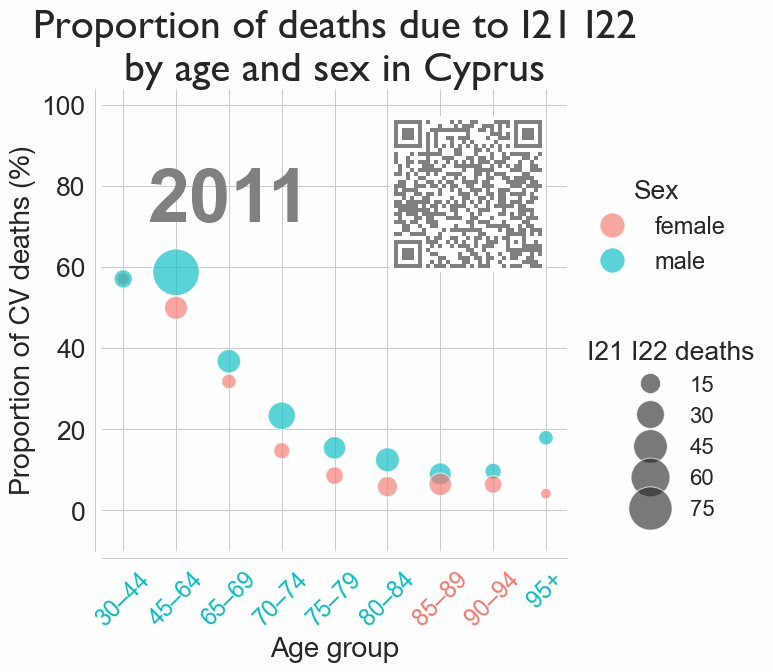 Proportion of deaths due to I21 I22
by age and sex in Cyprus
100
80
60
40
20
0
Proportion of CV deaths (%)
2011
Sex
female
male
I21 I22 deaths
15
30
45
60
75
30–44
45–64
65–69
70–74
75–79
80–84
85–89
90–94
95+
Age group